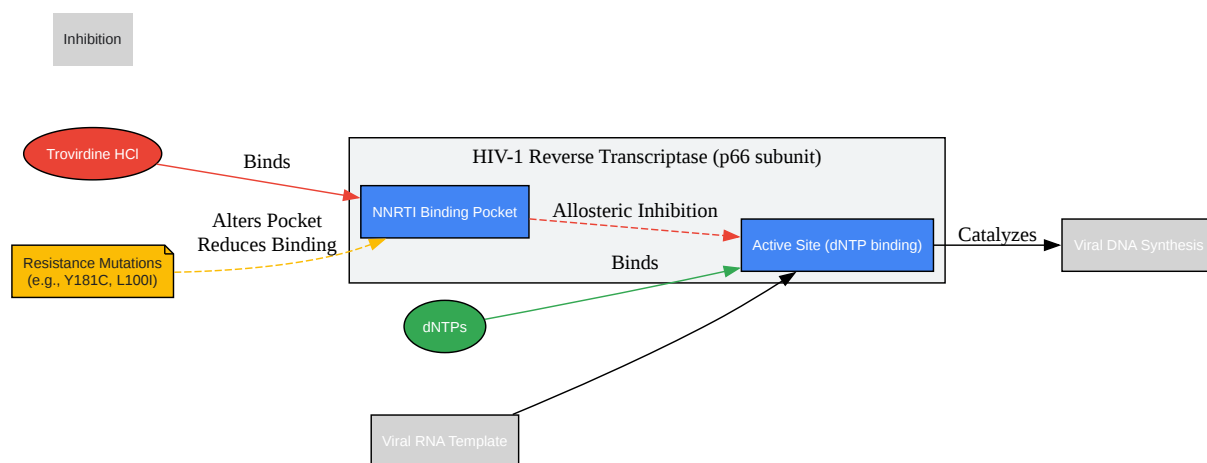 Inhibition
Trovirdine HCl
Binds
HIV-1 Reverse Transcriptase (p66 subunit)
NNRTI Binding Pocket
Allosteric Inhibition
Alters Pocket
Reduces Binding
Resistance Mutations
(e.g., Y181C, L100I)
Active Site (dNTP binding)
Catalyzes
Viral DNA Synthesis
Binds
dNTPs
Viral RNA Template